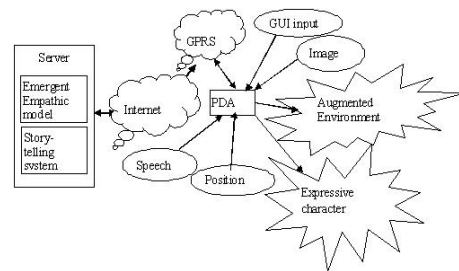 Server
Emergent
Empathic
model
Story-
telling
system
Internet
GPRS
GUI input
Image
PDA
Augmented
Environment
Speech
Position
Expressive
character